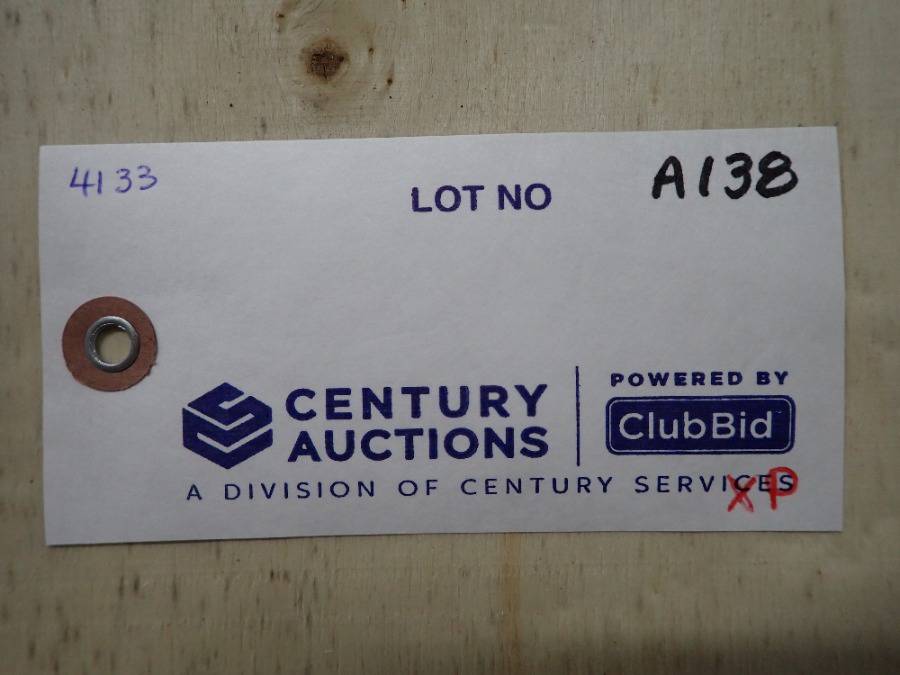 4133
LOT NO
A138
CENTURY
AUCTIONS
POWERED BY
ClubBid
A DIVISION OF CENTURY SERVICES
XP